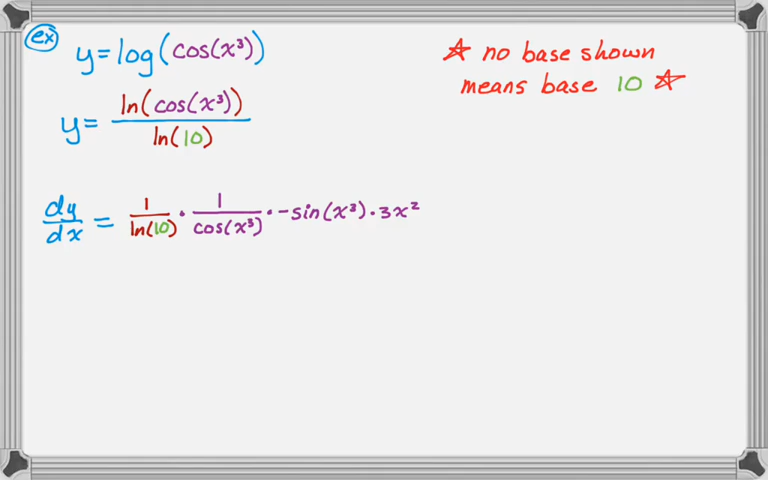 ex y=log(cos(x³))
☆ no base shown
means base 10 ☆
y= ln(cos(x³)) / ln(10)
dy/dx = 1/ln(10) · 1/cos(x³) · -sin(x³) · 3x²